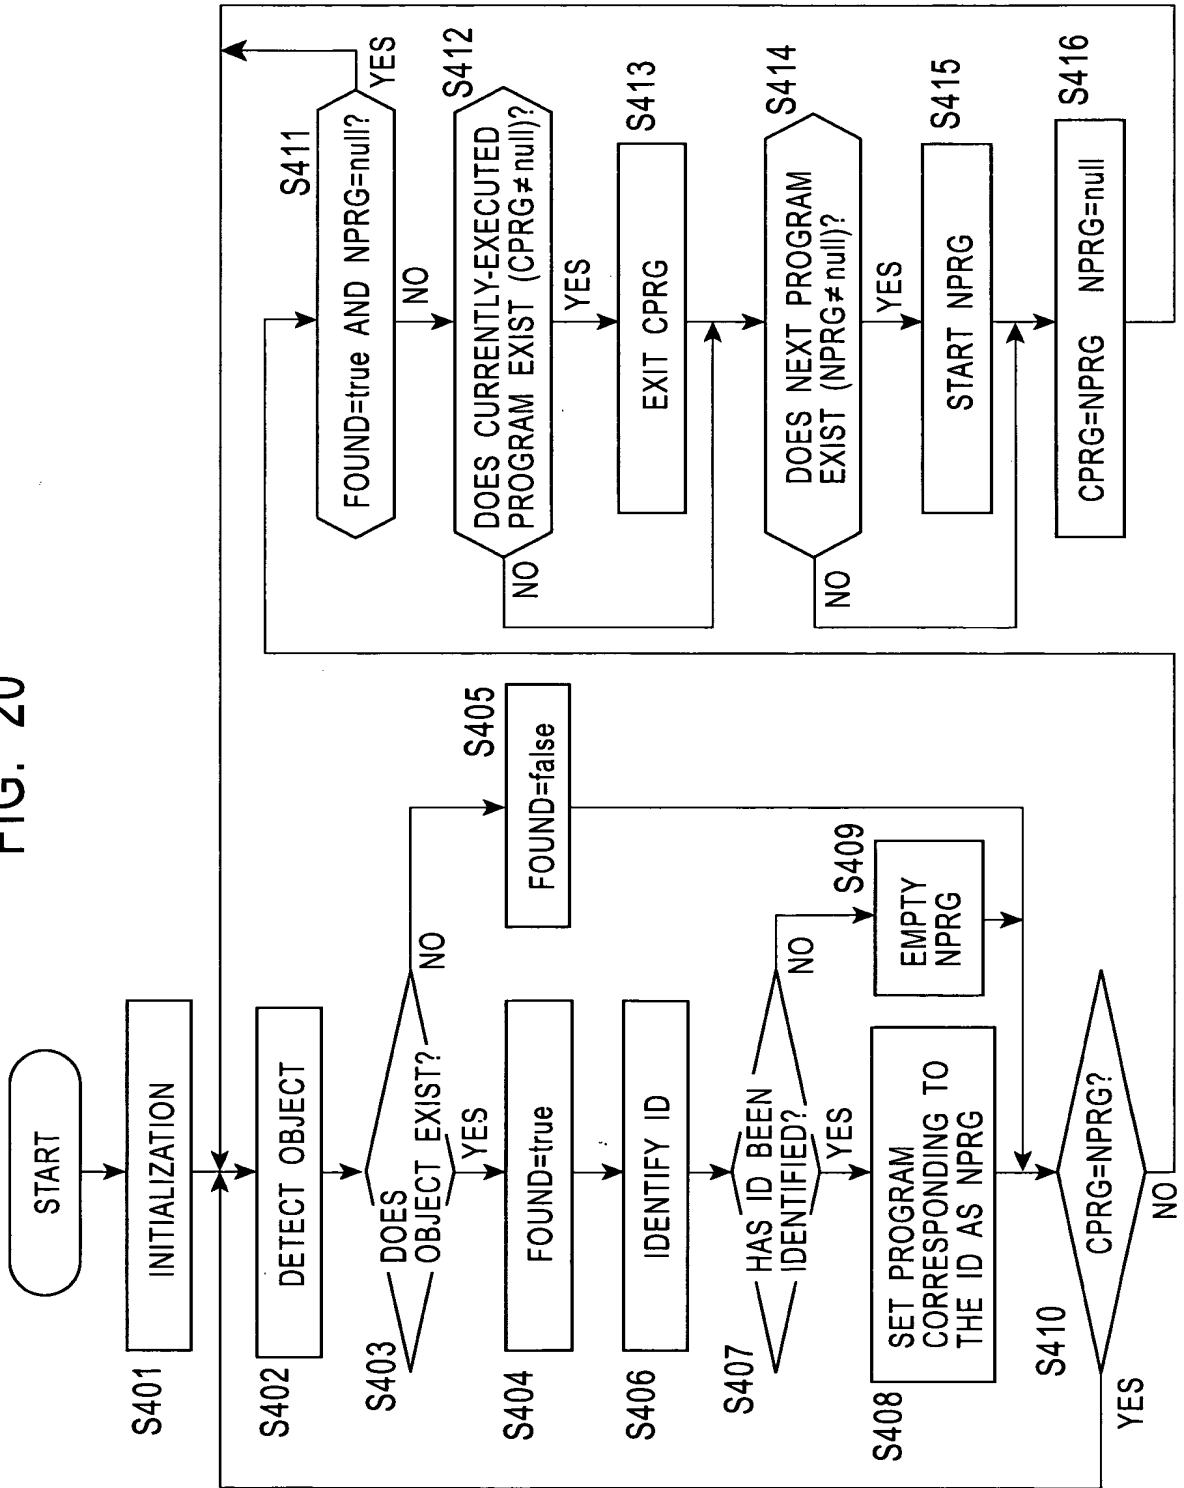 FIG. 20
START
S401
INITIALIZATION
S402
DETECT OBJECT
S403
DOES
OBJECT EXIST?
NO
YES
S404
FOUND=true
S405
FOUND=false
S406
IDENTIFY ID
S407
HAS ID BEEN
IDENTIFIED?
NO
YES
S408
SET PROGRAM
CORRESPONDING TO
THE ID AS NPRG
S409
EMPTY
NPRG
S410
CPRG=NPRG?
YES
NO
S411
FOUND=true AND NPRG=null?
YES
NO
S412
DOES CURRENTLY-EXECUTED
PROGRAM EXIST (CPRG≠null)?
NO
YES
S413
EXIT CPRG
S414
DOES NEXT PROGRAM
EXIST (NPRG≠null)?
NO
YES
S415
START NPRG
S416
CPRG=NPRG NPRG=null